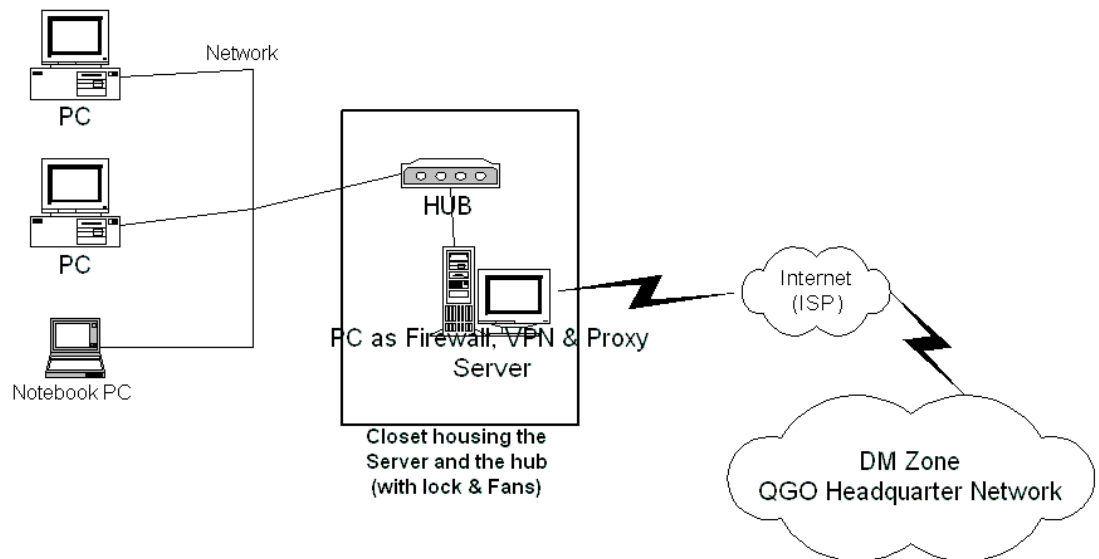 Network
PC
PC
Notebook PC
HUB
PC as Firewall, VPN & Proxy
Server
Closet housing the
Server and the hub
(with lock & Fans)
Internet
(ISP)
DM Zone
QGO Headquarter Network